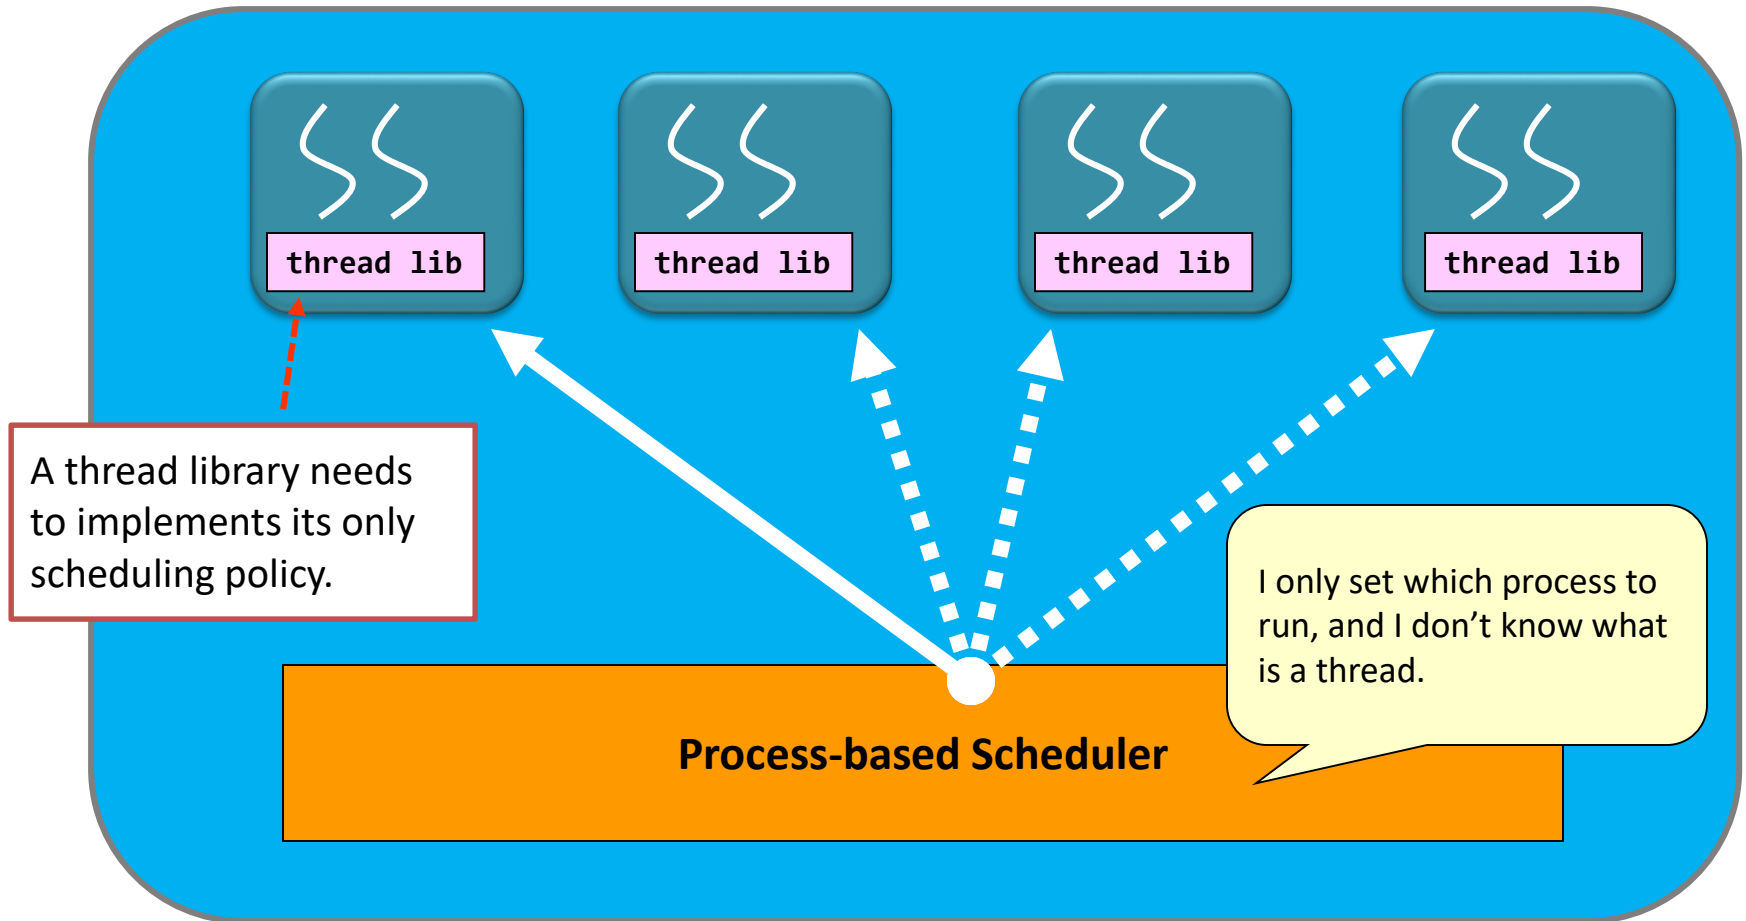 thread lib
thread lib
thread lib
thread lib
A thread library needs
to implements its only
scheduling policy.
I only set which process to
run, and I don’t know what
is a thread.
Process-based Scheduler